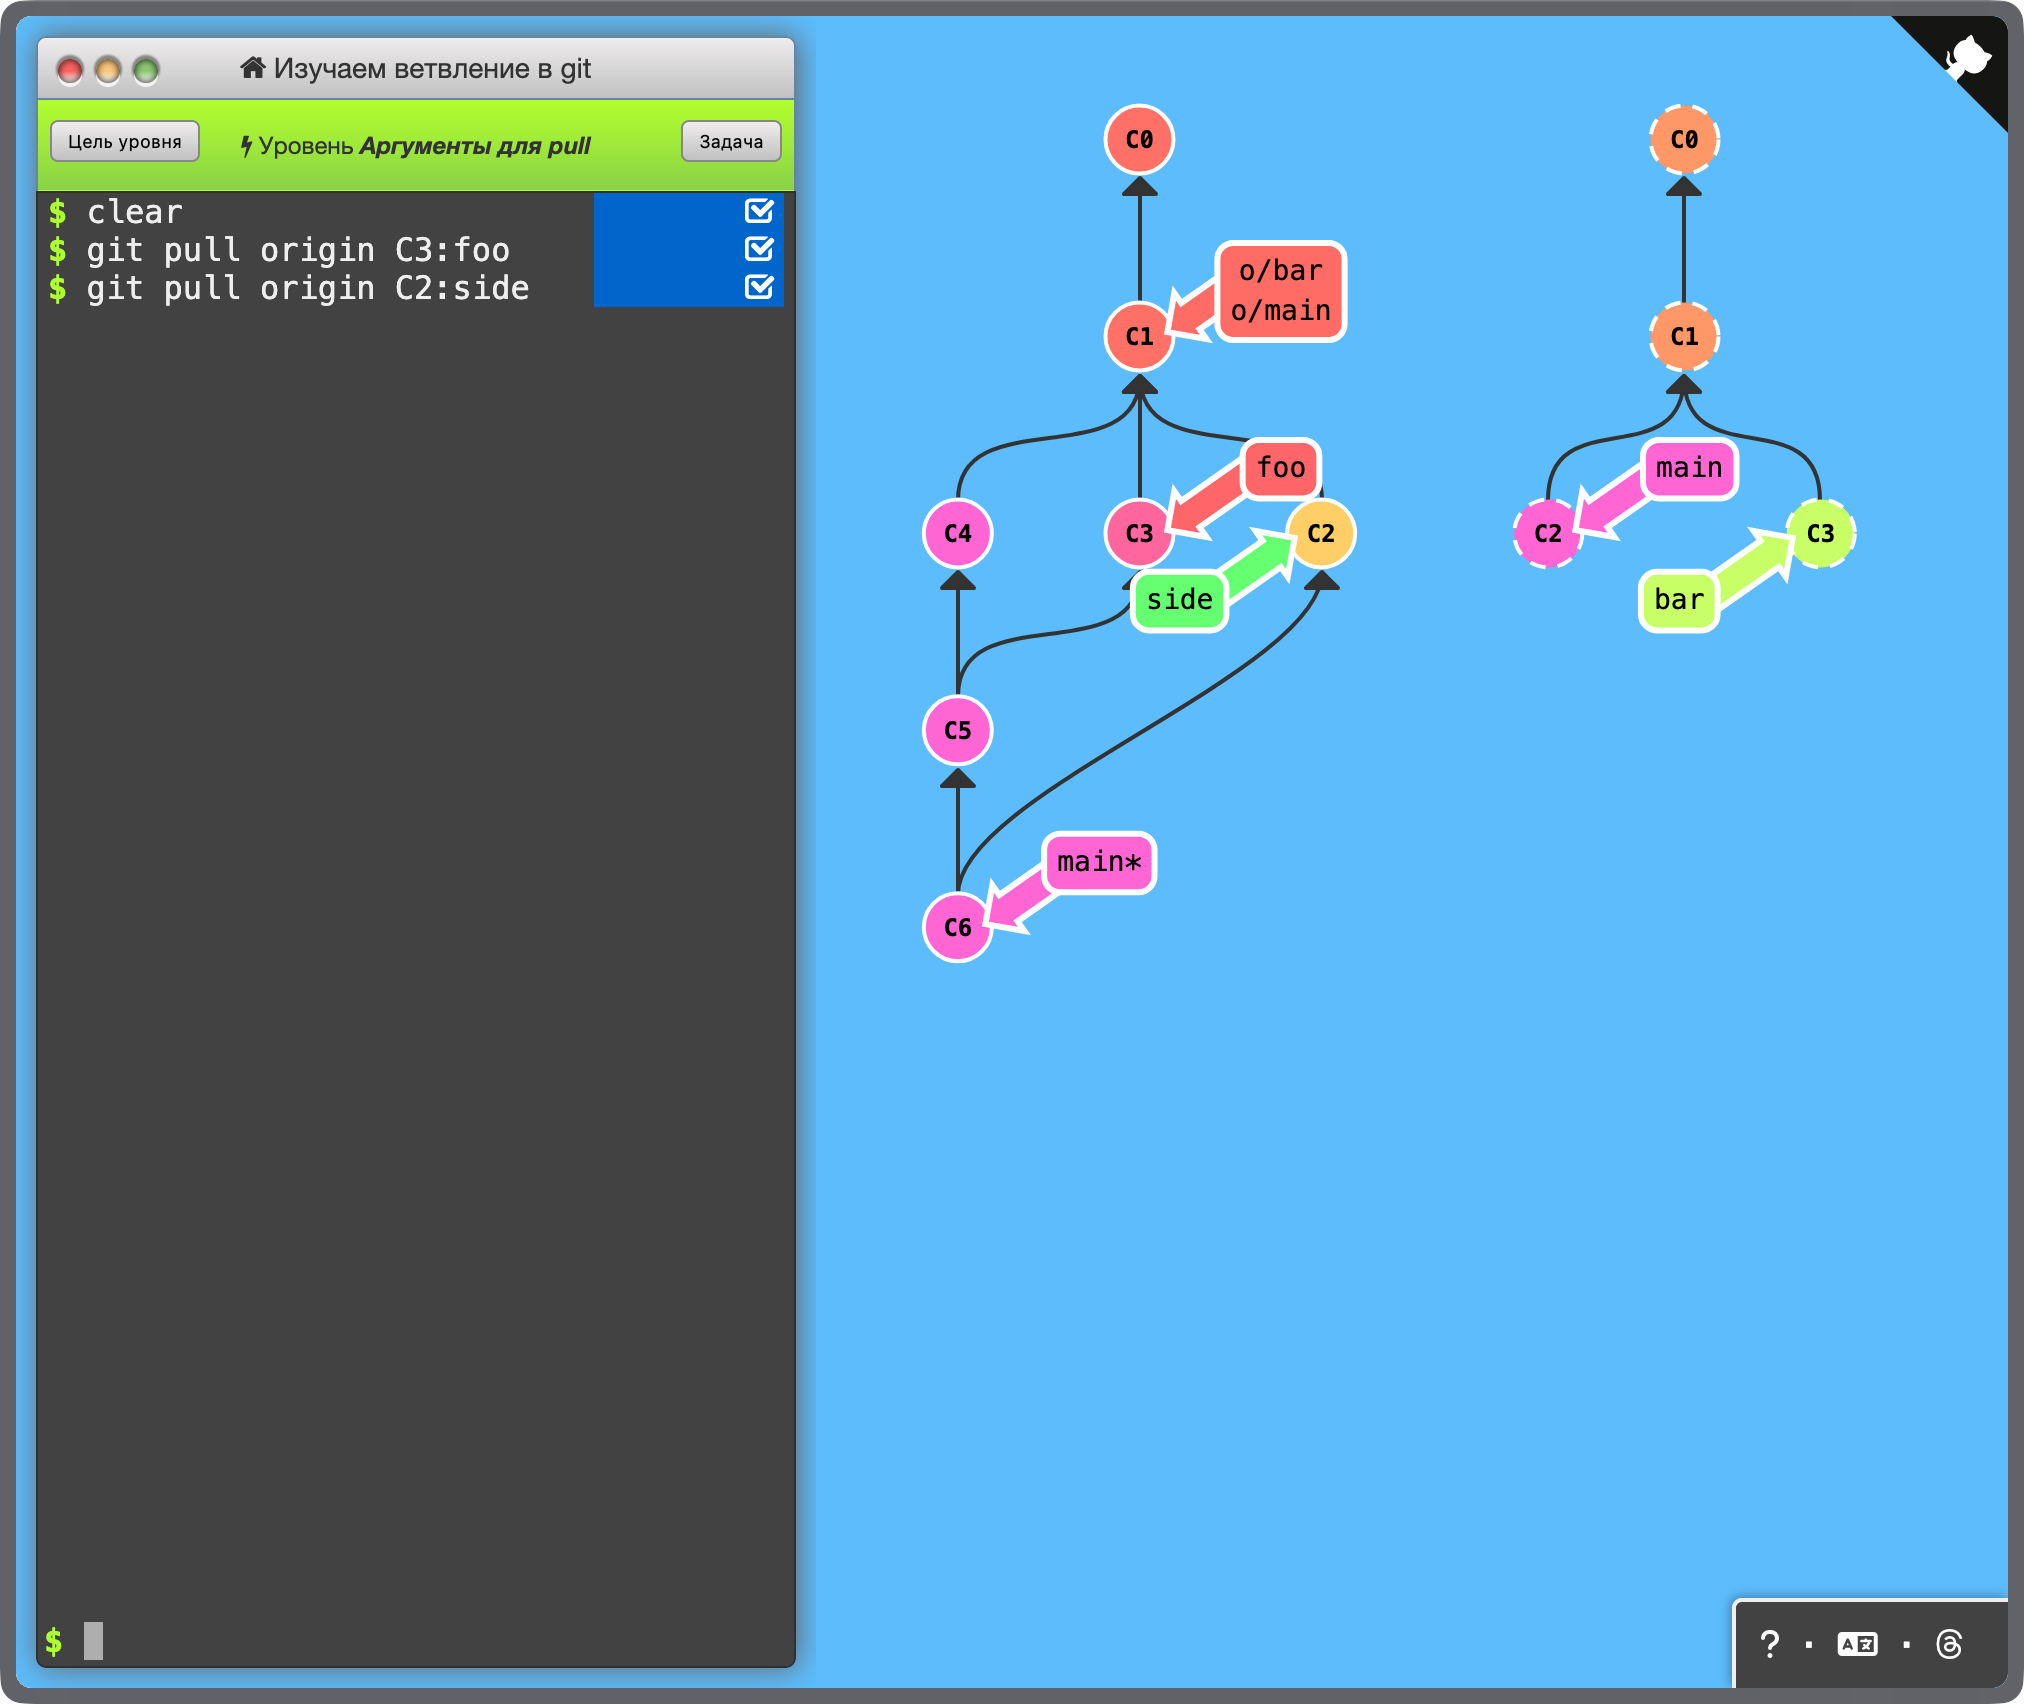 Изучаем ветвление в git
Цель уровня
Уровень Аргументы для pull
Задача
$ clear
$ git pull origin C3:foo
$ git pull origin C2:side
$
C0
o/bar
o/main
C1
foo
C4
C3
C2
side
C5
main*
C6
C0
C1
main
C2
C3
bar
? · A文 ·